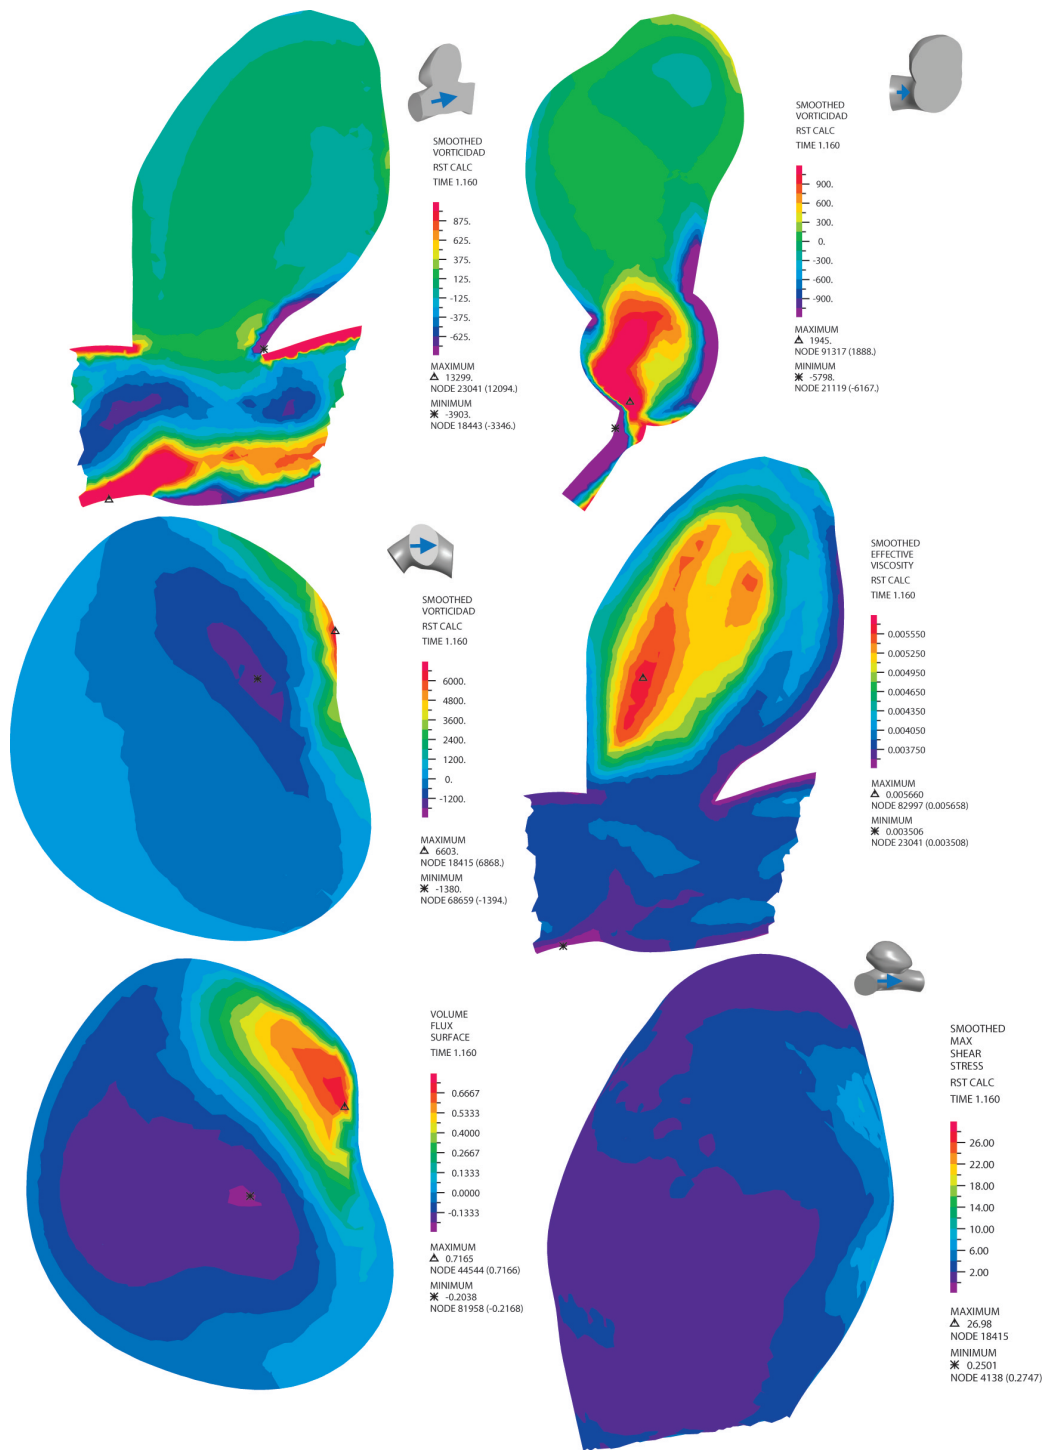 SMOOTHED
VORTICIDAD
RST CALC
TIME 1.160
875.
625.
375.
125.
-125.
-375.
-625.
MAXIMUM
13299.
NODE 23041 (12094.)
MINIMUM
-3903.
NODE 18443 (-3346.)
SMOOTHED
VORTICIDAD
RST CALC
TIME 1.160
900.
600.
300.
0.
-300.
-600.
-900.
MAXIMUM
1945.
NODE 91317 (1888.)
MINIMUM
-5798.
NODE 21119 (-6167.)
SMOOTHED
VORTICIDAD
RST CALC
TIME 1.160
6000.
4800.
3600.
2400.
1200.
0.
-1200.
MAXIMUM
6603.
NODE 18415 (6868.)
MINIMUM
-1380.
NODE 68659 (-1394.)
SMOOTHED
EFFECTIVE
VISCOSITY
RST CALC
TIME 1.160
0.005550
0.005250
0.004950
0.004650
0.004350
0.004050
0.003750
MAXIMUM
0.005660
NODE 82997 (0.005658)
MINIMUM
0.003506
NODE 23041 (0.003508)
VOLUME
FLUX
SURFACE
TIME 1.160
0.6667
0.5333
0.4000
0.2667
0.1333
0.0000
-0.1333
MAXIMUM
0.7165
NODE 44544 (0.7166)
MINIMUM
-0.2038
NODE 81958 (-0.2168)
SMOOTHED
MAX
SHEAR
STRESS
RST CALC
TIME 1.160
26.00
22.00
18.00
14.00
10.00
6.00
2.00
MAXIMUM
26.98
NODE 18415
MINIMUM
0.2501
NODE 4138 (0.2747)